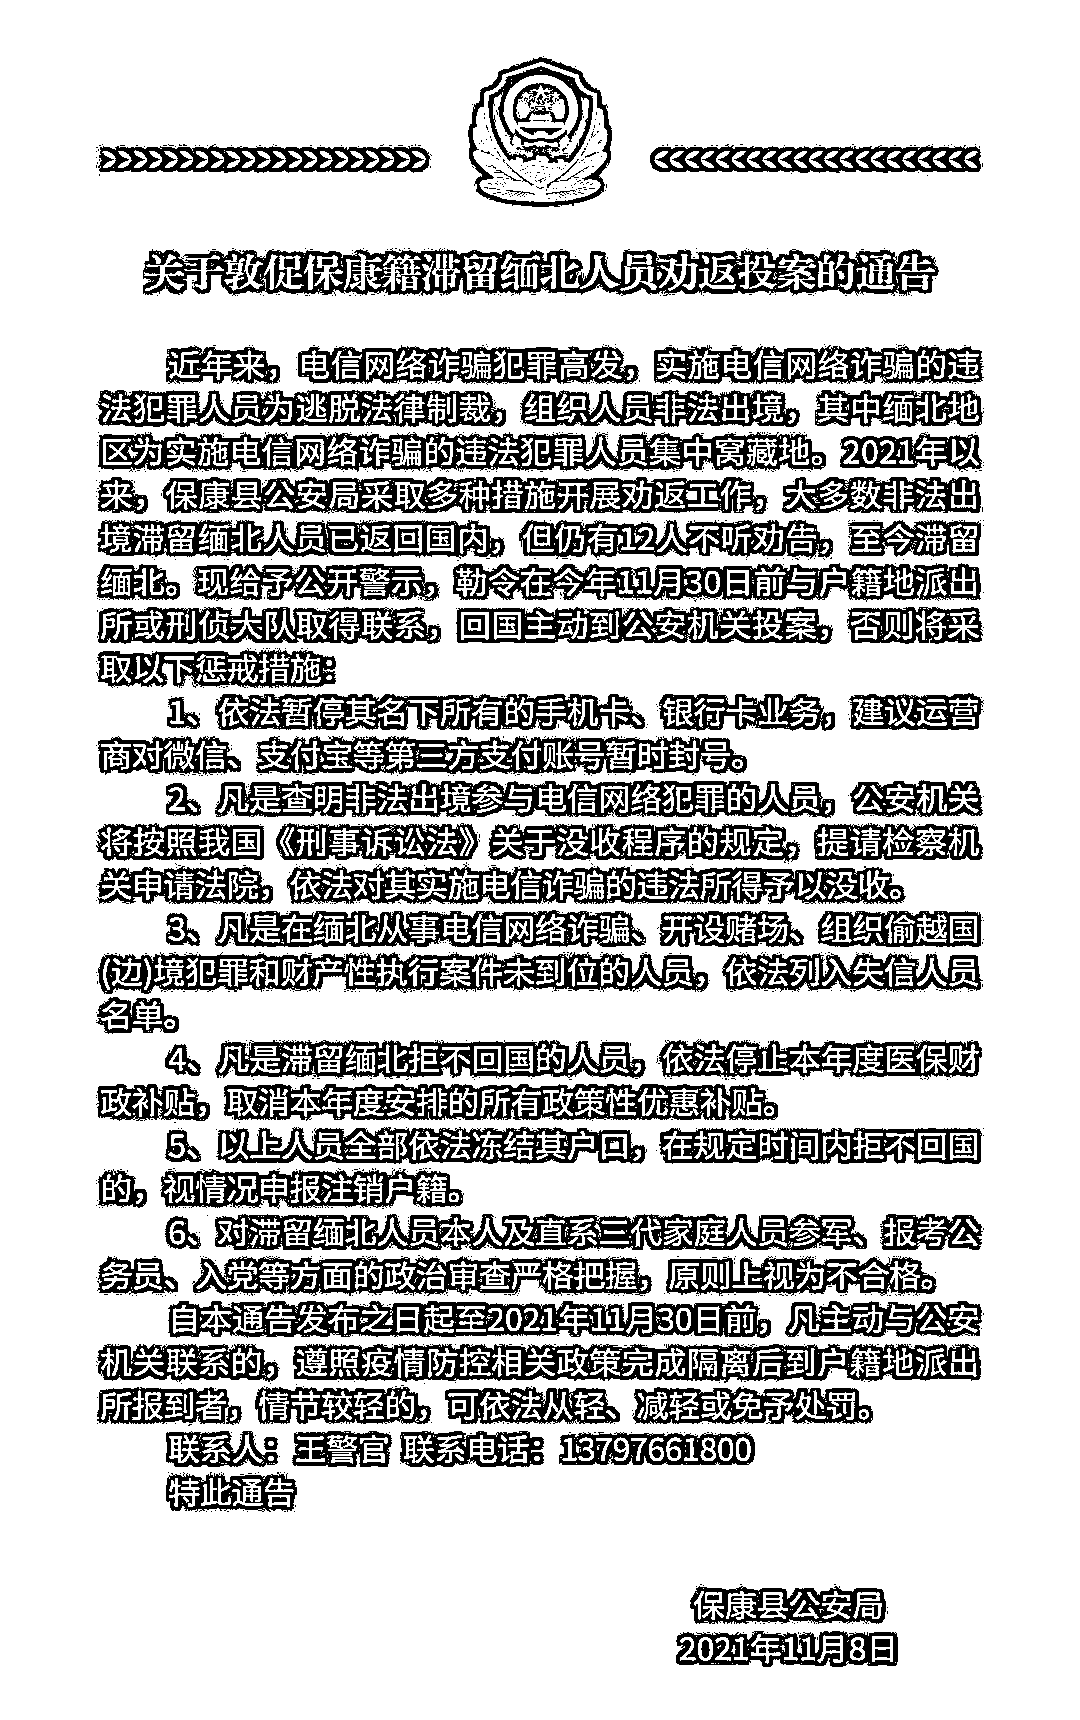 关于敦促保康籍滞留缅北人员劝返投案的通告
近年来，电信网络诈骗犯罪高发，实施电信网络诈骗的违
法犯罪人员为逃脱法律制裁，组织人员非法出境，其中缅北地
区为实施电信网络诈骗的违法犯罪人员集中窝藏地。2021年以
来，保康县公安局采取多种措施开展劝返工作，大多数非法出
境滞留缅北人员已返回国内，但仍有12人不听劝告，至今滞留
缅北。现给予公开警示，勒令在今年11月30日前与户籍地派出
所或刑侦大队取得联系，回国主动到公安机关投案，否则将采
取以下惩戒措施：
1、依法暂停其名下所有的手机卡、银行卡业务，建议运营
商对微信、支付宝等第三方支付账号暂时封号。
2、凡是查明非法出境参与电信网络犯罪的人员，公安机关
将按照我国《刑事诉讼法》关于没收程序的规定，提请检察机
关申请法院，依法对其实施电信诈骗的违法所得予以没收。
3、凡是在缅北从事电信网络诈骗、开设赌场、组织偷越国
(边)境犯罪和财产性执行案件未到位的人员，依法列入失信人员
名单。
4、凡是滞留缅北拒不回国的人员，依法停止本年度医保财
政补贴，取消本年度安排的所有政策性优惠补贴。
5、以上人员全部依法冻结其户口，在规定时间内拒不回国
的，视情况申报注销户籍。
6、对滞留缅北人员本人及直系三代家庭人员参军、报考公
务员、入党等方面的政治审查严格把握，原则上视为不合格。
自本通告发布之日起至2021年11月30日前，凡主动与公安
机关联系的，遵照疫情防控相关政策完成隔离后到户籍地派出
所报到者，情节较轻的，可依法从轻、减轻或免予处罚。
联系人：王警官 联系电话：13797661800
特此通告
保康县公安局
2021年11月8日